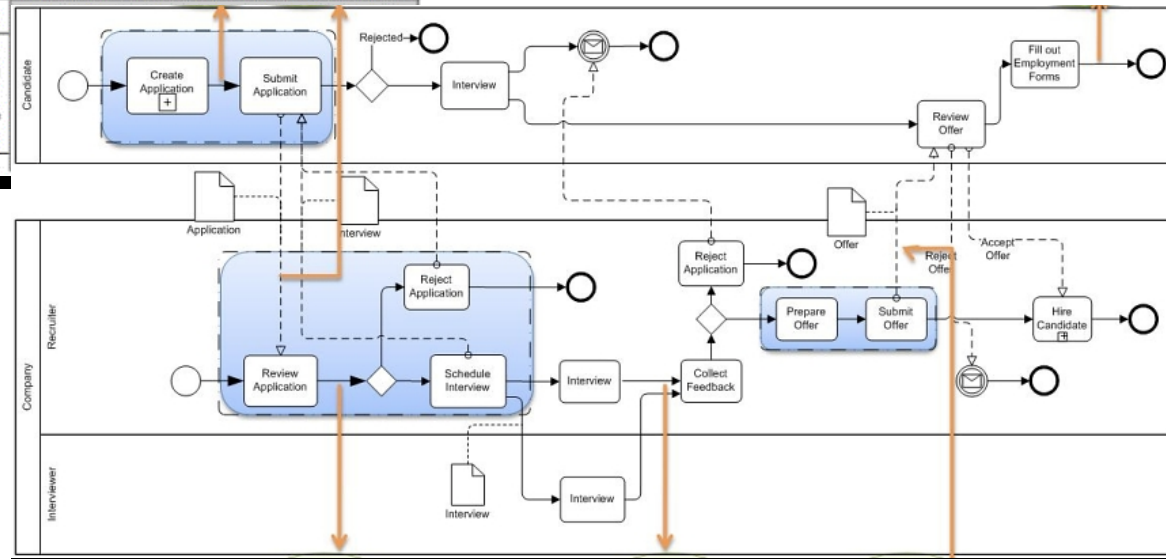 Candidate
Create
Application
+
Submit
Application
Rejected
Interview
Review
Offer
Fill out
Employment
Forms
Application
Interview
Offer
Company
Recruiter
Review
Application
Reject
Application
Schedule
Interview
Interview
Collect
Feedback
Reject
Application
Prepare
Offer
Submit
Offer
Reject
Offer
Accept
Offer
Hire
Candidate
+
Interviewer
Interview
Interview